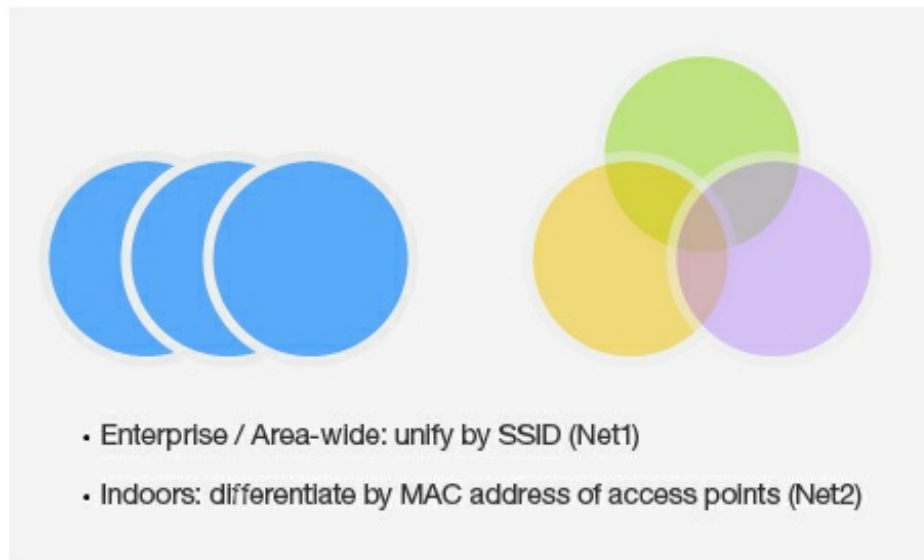 • Enterprise / Area-wide: unify by SSID (Net1)
• Indoors: differentiate by MAC address of access points (Net2)